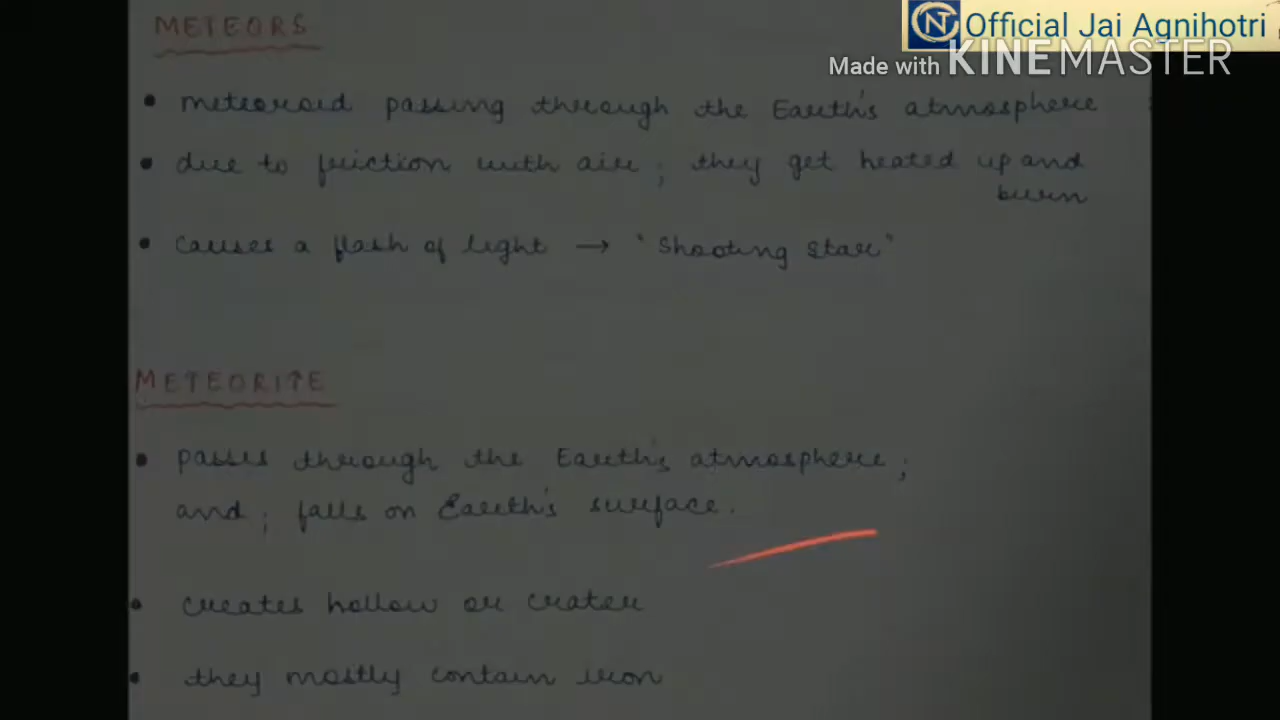 METEORS
Official Jai Agnihotri
Made with KINEMASTER
• meteoroid passing through the Earth's atmosphere
• due to friction with air; they get heated up and
burn
• causes a flash of light → "shooting star"
METEORITE
• passes through the Earth's atmosphere;
and; falls on Earth's surface.
• creates hollow or crater
• they mostly contain iron